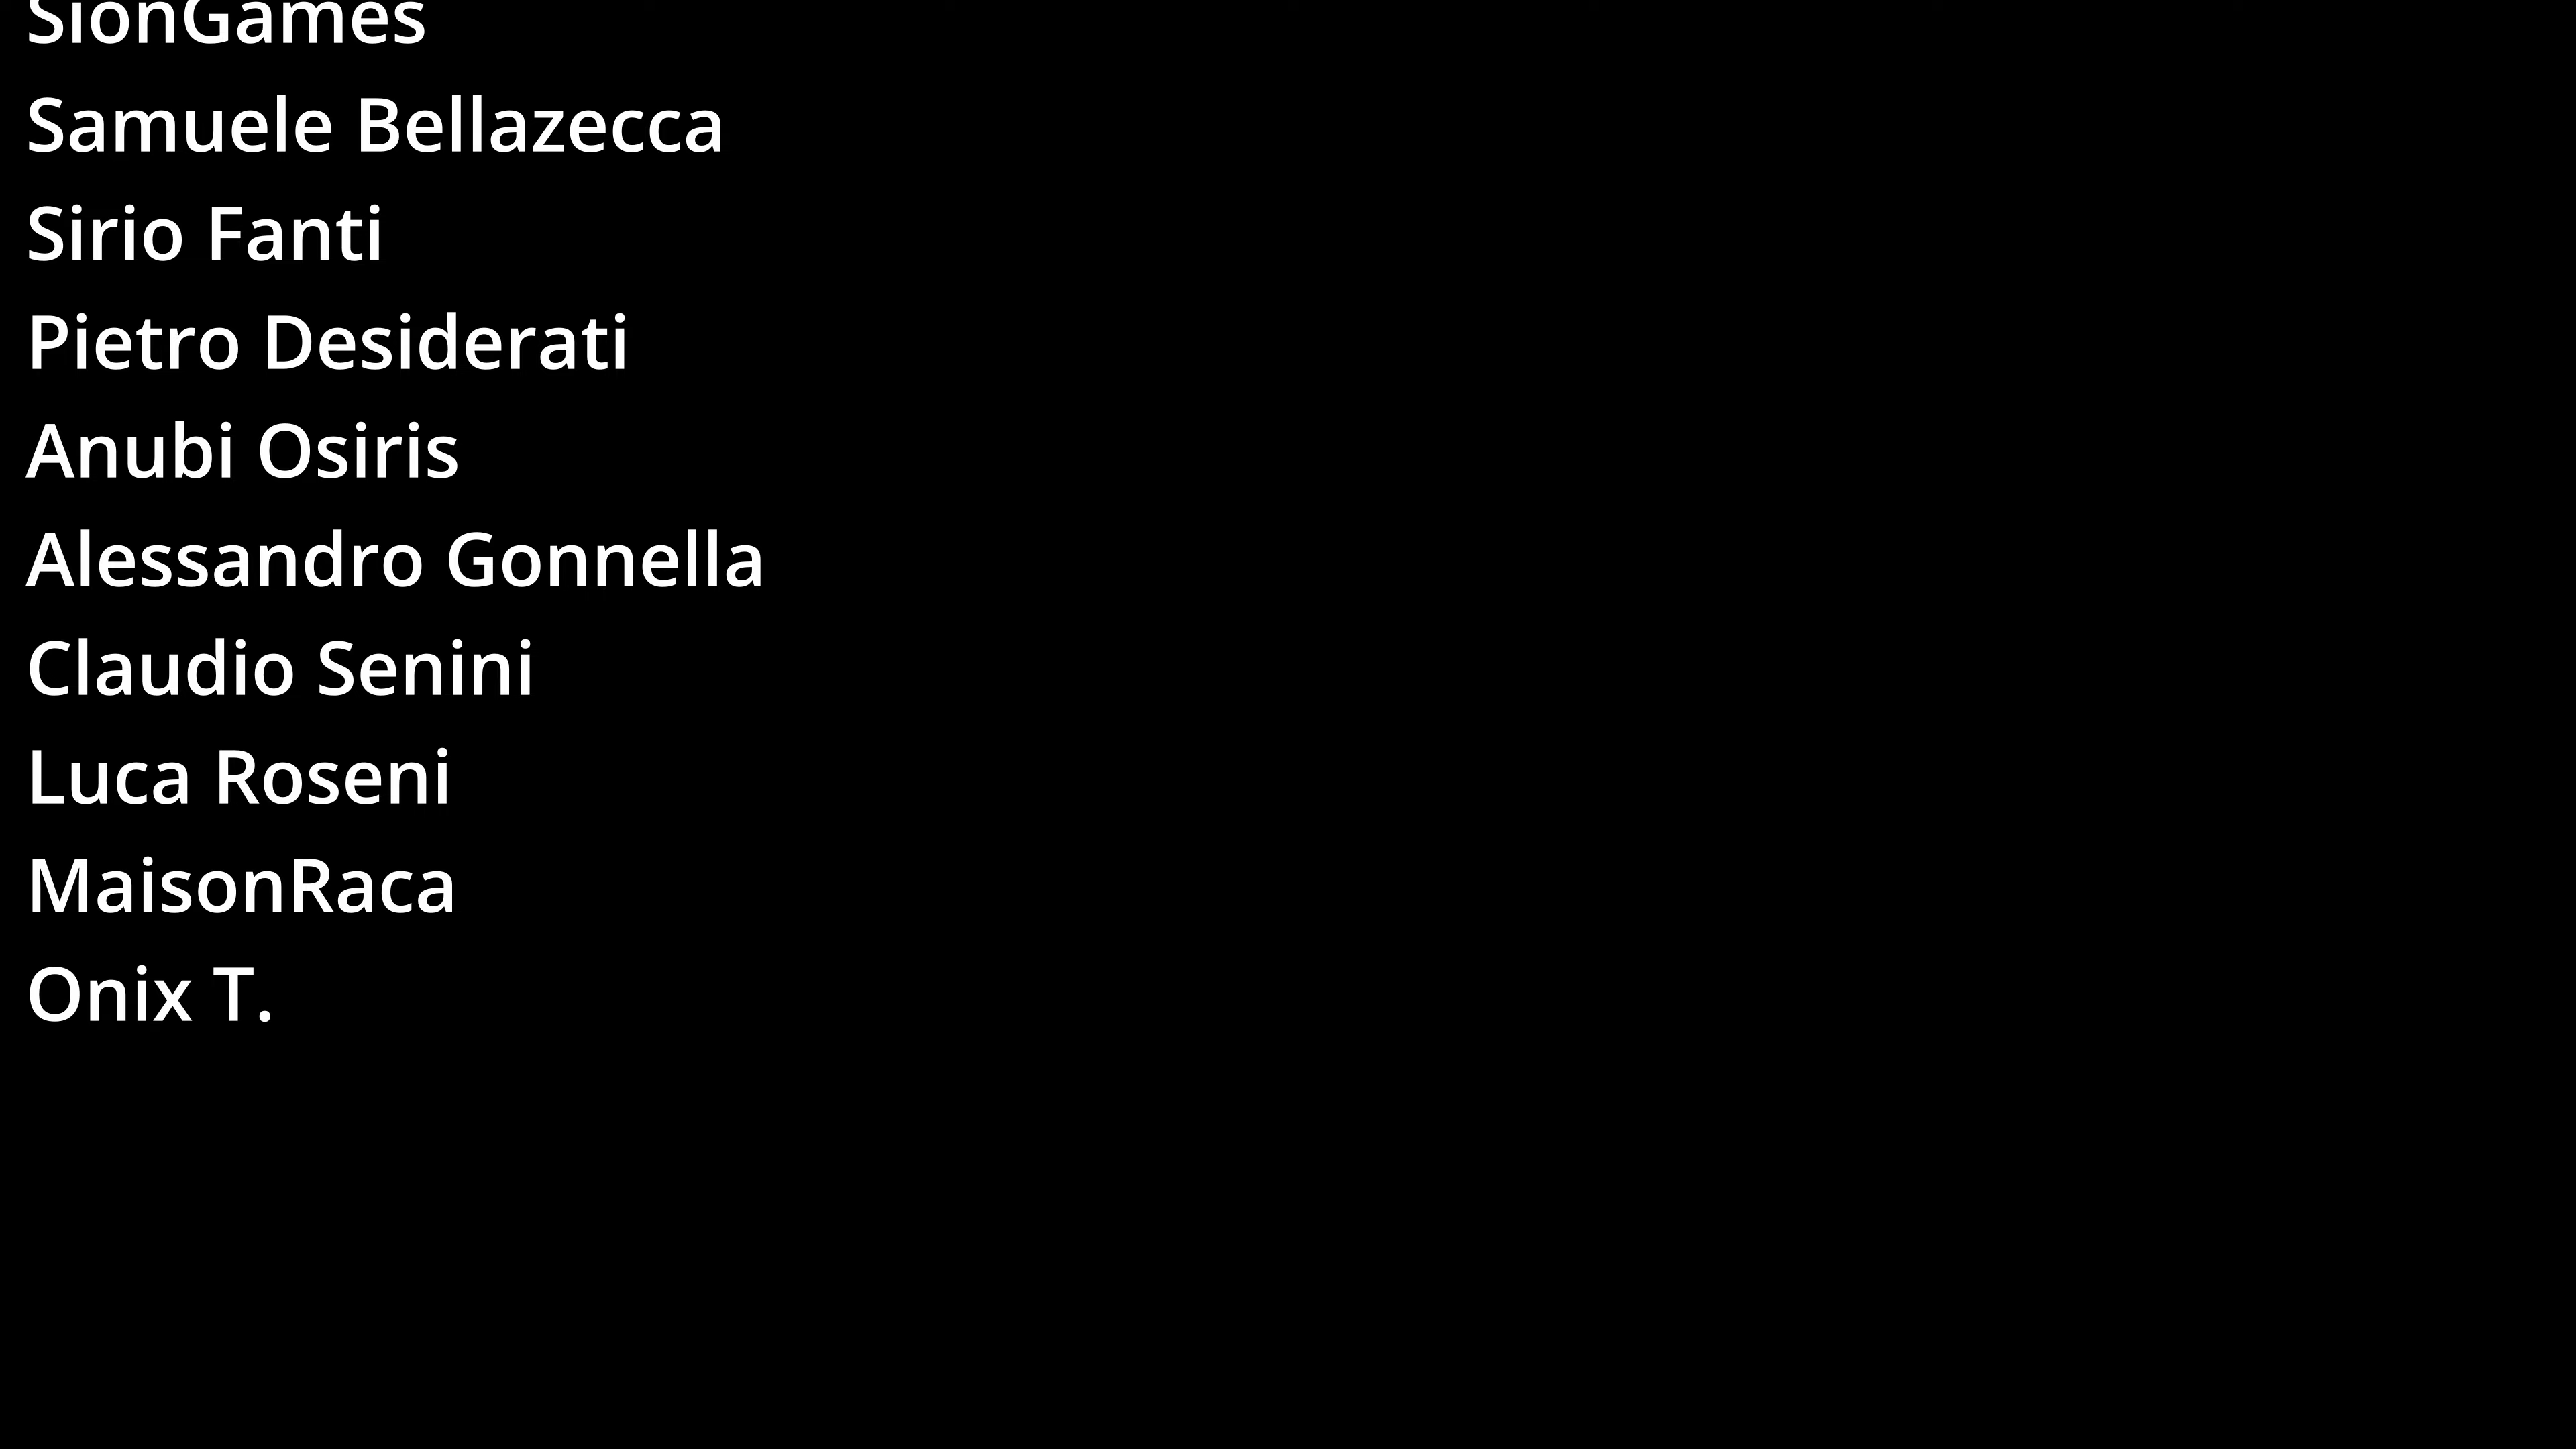 SionGames
Samuele Bellazecca
Sirio Fanti
Pietro Desiderati
Anubi Osiris
Alessandro Gonnella
Claudio Senini
Luca Roseni
MaisonRaca
Onix T.